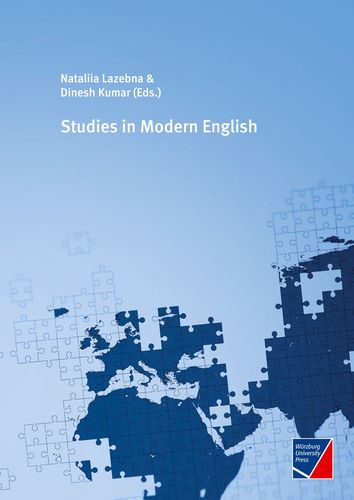 Nataliia Lazebna &
Dinesh Kumar (Eds.)
Studies in Modern English
Würzburg
University
Press